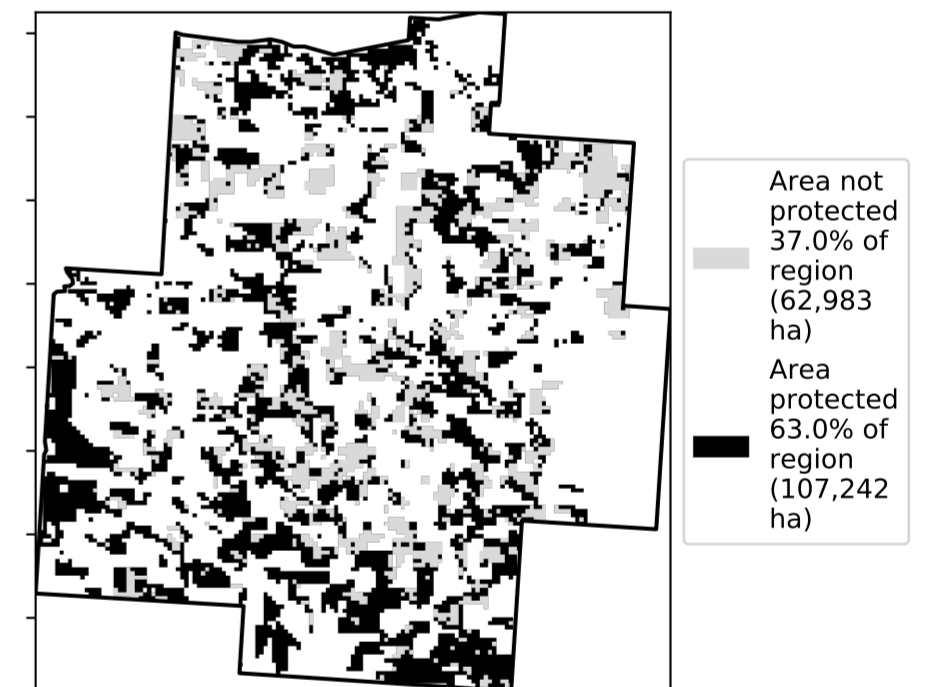 Area not
protected
37.0% of
region
(62,983
ha)
Area
protected
63.0% of
region
(107,242
ha)